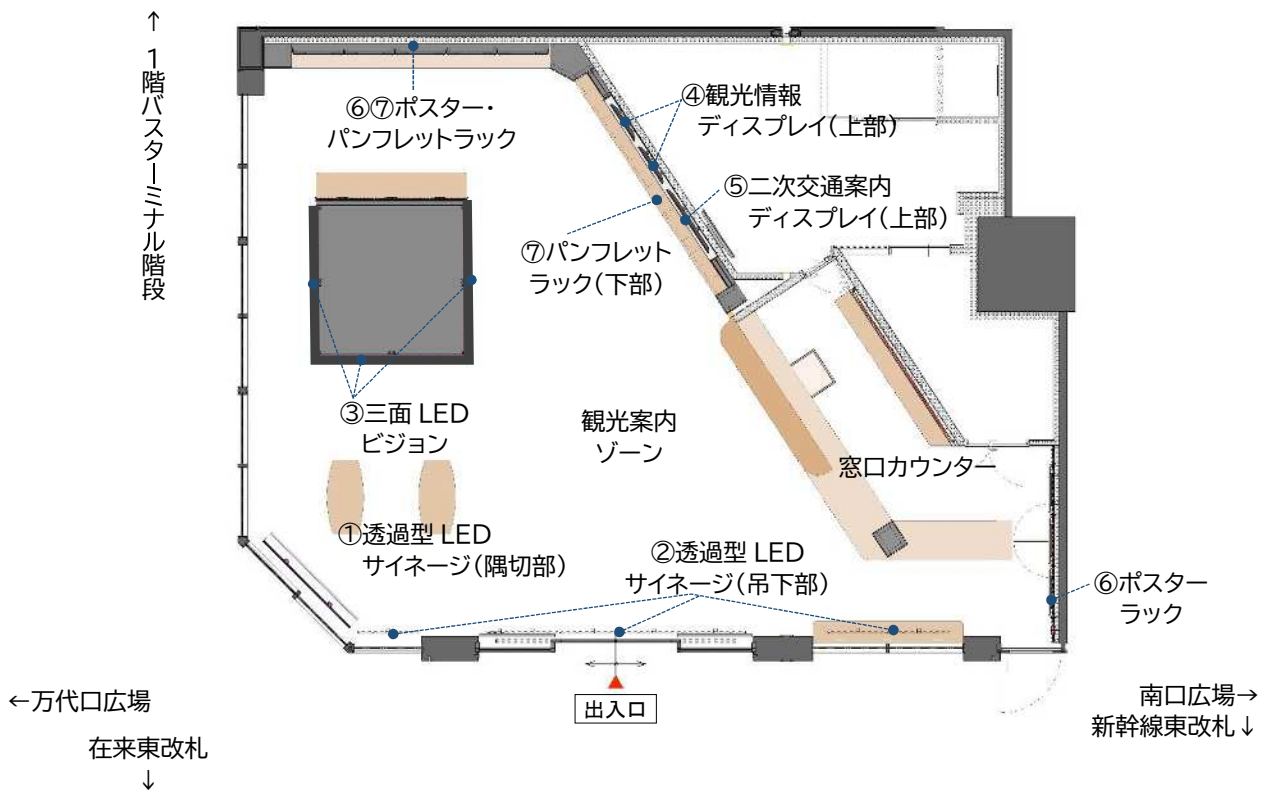 ↑
1階バスターミナル階段
⑥⑦ポスター・
パンフレットラック
④観光情報
ディスプレイ（上部）
⑤二次交通案内
ディスプレイ（上部）
⑦パンフレット
ラック（下部）
③三面 LED
ビジョン
観光案内
ゾーン
窓口カウンター
①透過型 LED
サイネージ（隅切部）
②透過型 LED
サイネージ（吊下部）
⑥ポスター
ラック
出入口
←万代口広場
在来東改札
↓
南口広場→
新幹線東改札↓